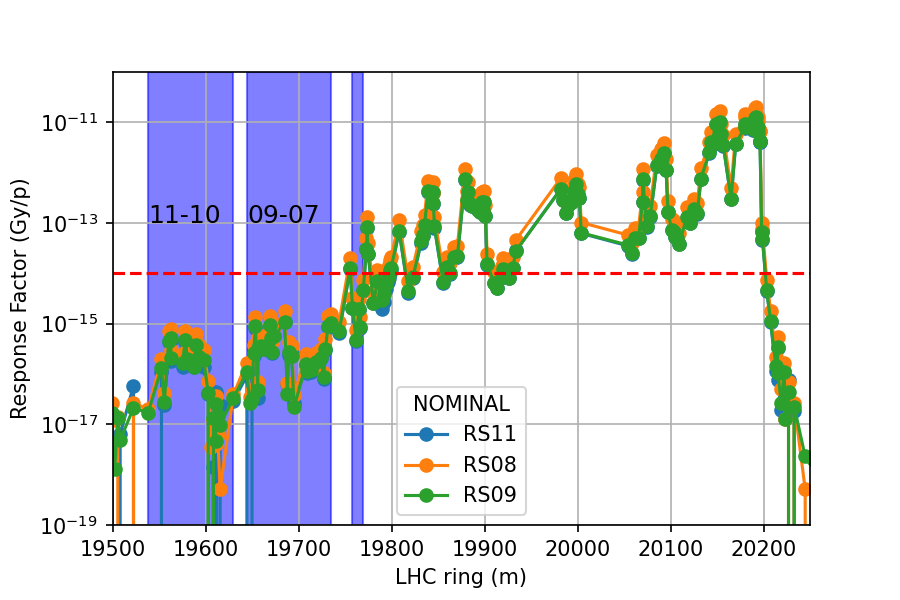 Response Factor (Gy/p)
10⁻¹¹
10⁻¹³
10⁻¹⁵
10⁻¹⁷
10⁻¹⁹
11-10 09-07
NOMINAL
RS11
RS08
RS09
19500 19600 19700 19800 19900 20000 20100 20200
LHC ring (m)